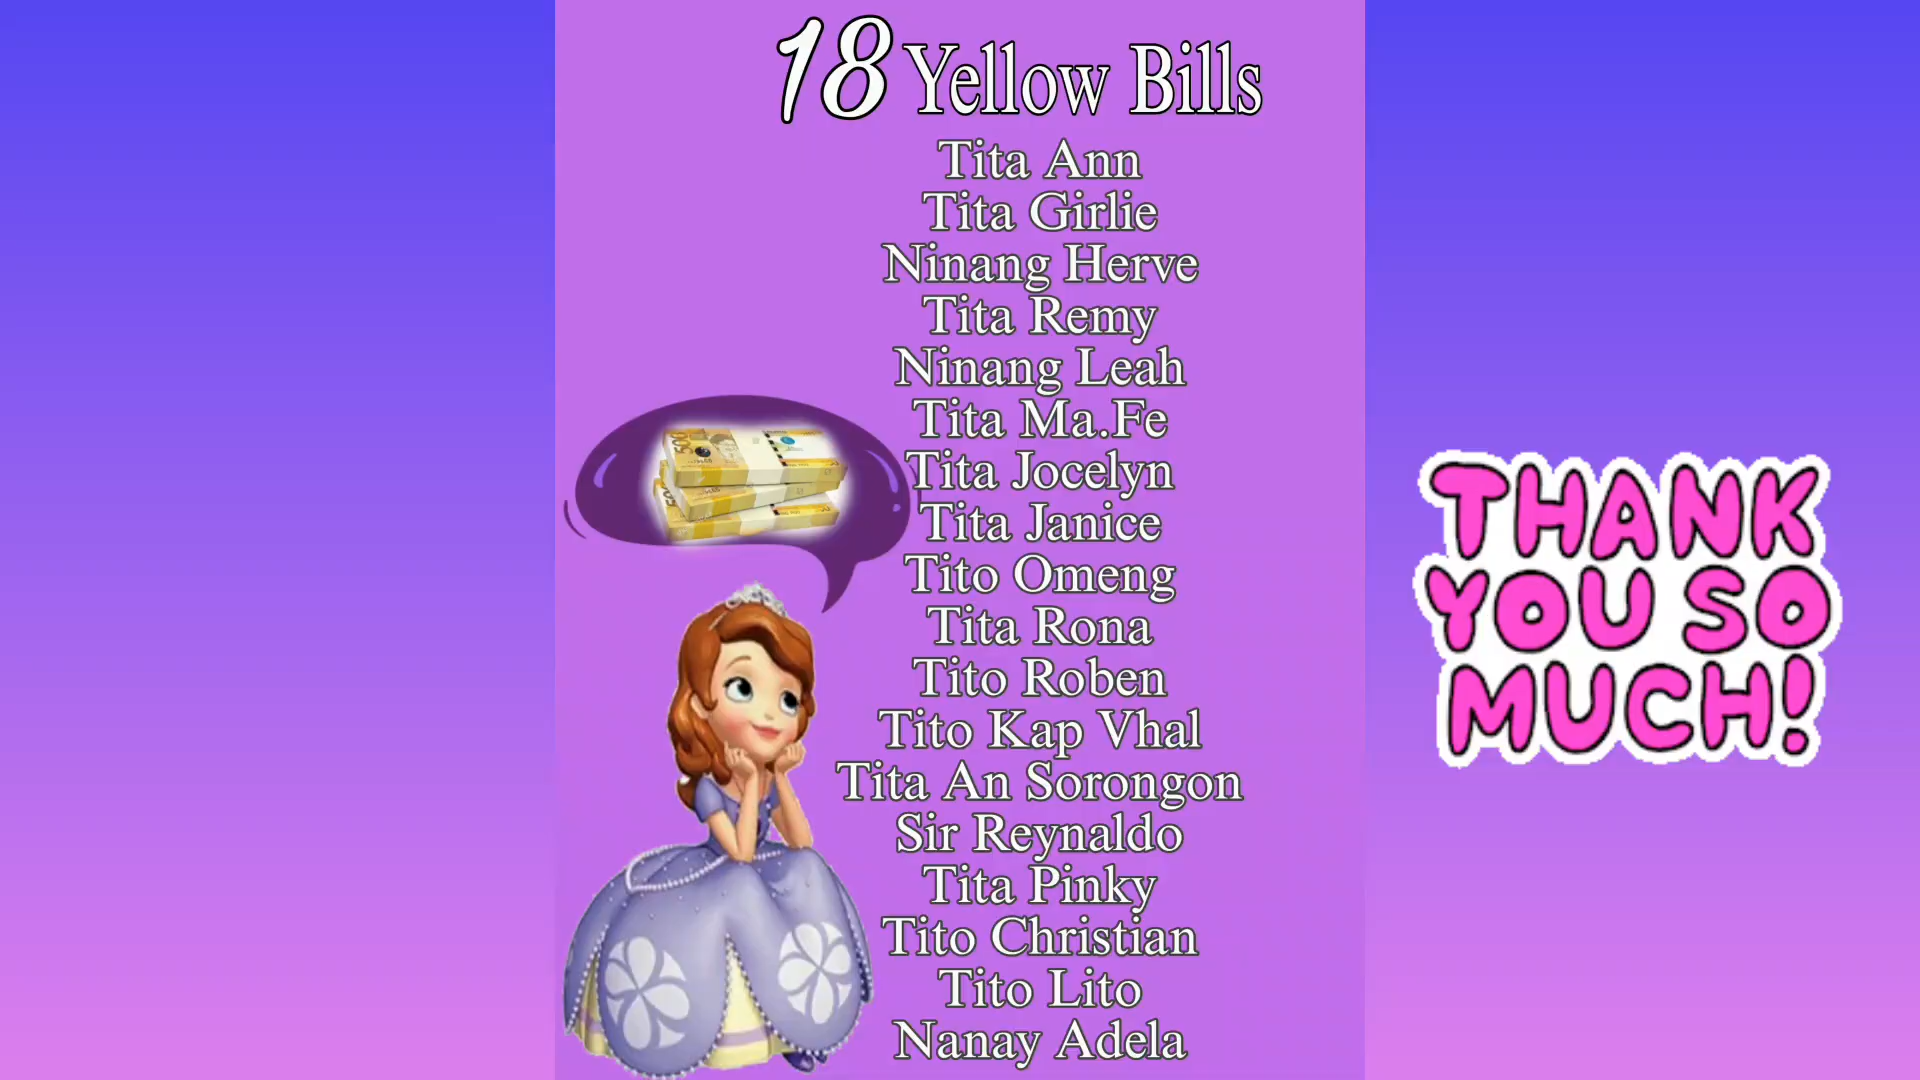 18 Yellow Bills
Tita Ann
Tita Girlie
Ninang Herve
Tita Remy
Ninang Leah
Tita Ma.Fe
Tita Jocelyn
Tita Janice
Tito Omeng
Tita Rona
Tito Roben
Tito Kap Vhal
Tita An Sorongon
Sir Reynaldo
Tita Pinky
Tito Christian
Tito Lito
Nanay Adela
500
THANK
YOU SO
MUCH!